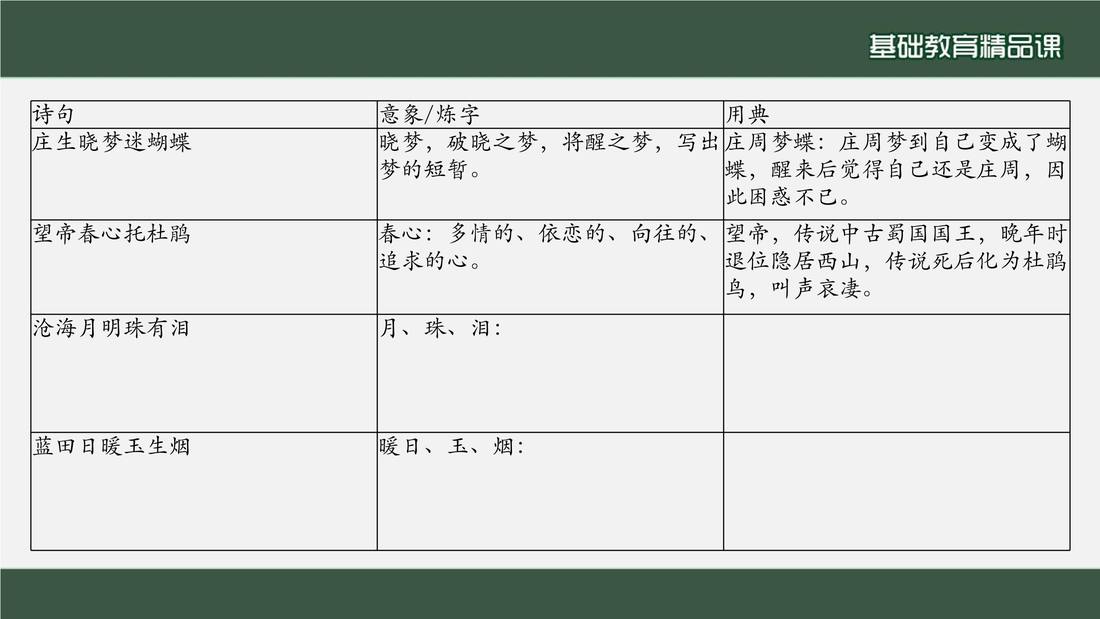 基础教育精品课
诗句
意象/炼字
用典
庄生晓梦迷蝴蝶
晓梦，破晓之梦，将醒之梦，写出
梦的短暂。
庄周梦蝶：庄周梦到自己变成了蝴
蝶，醒来后觉得自己还是庄周，因
此困惑不已。
望帝春心托杜鹃
春心：多情的、依恋的、向往的、
追求的心。
望帝，传说中古蜀国国王，晚年时
退位隐居西山，传说死后化为杜鹃
鸟，叫声哀凄。
沧海月明珠有泪
月、珠、泪：
蓝田日暖玉生烟
暖日、玉、烟：